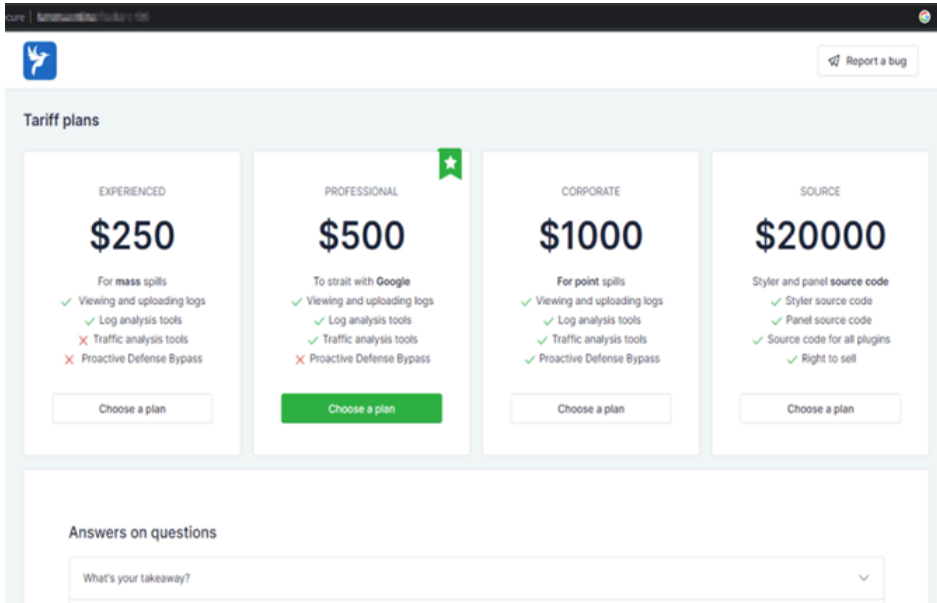 cure
Report a bug
Tariff plans
EXPERIENCED
$250
For mass spills
Viewing and uploading logs
Log analysis tools
Traffic analysis tools
Proactive Defense Bypass
Choose a plan
PROFESSIONAL
$500
To strait with Google
Viewing and uploading logs
Log analysis tools
Traffic analysis tools
Proactive Defense Bypass
Choose a plan
CORPORATE
$1000
For point spills
Viewing and uploading logs
Log analysis tools
Traffic analysis tools
Proactive Defense Bypass
Choose a plan
SOURCE
$20000
Styler and panel source code
Styler source code
Panel source code
Source code for all plugins
Right to sell
Choose a plan
Answers on questions
What's your takeaway?